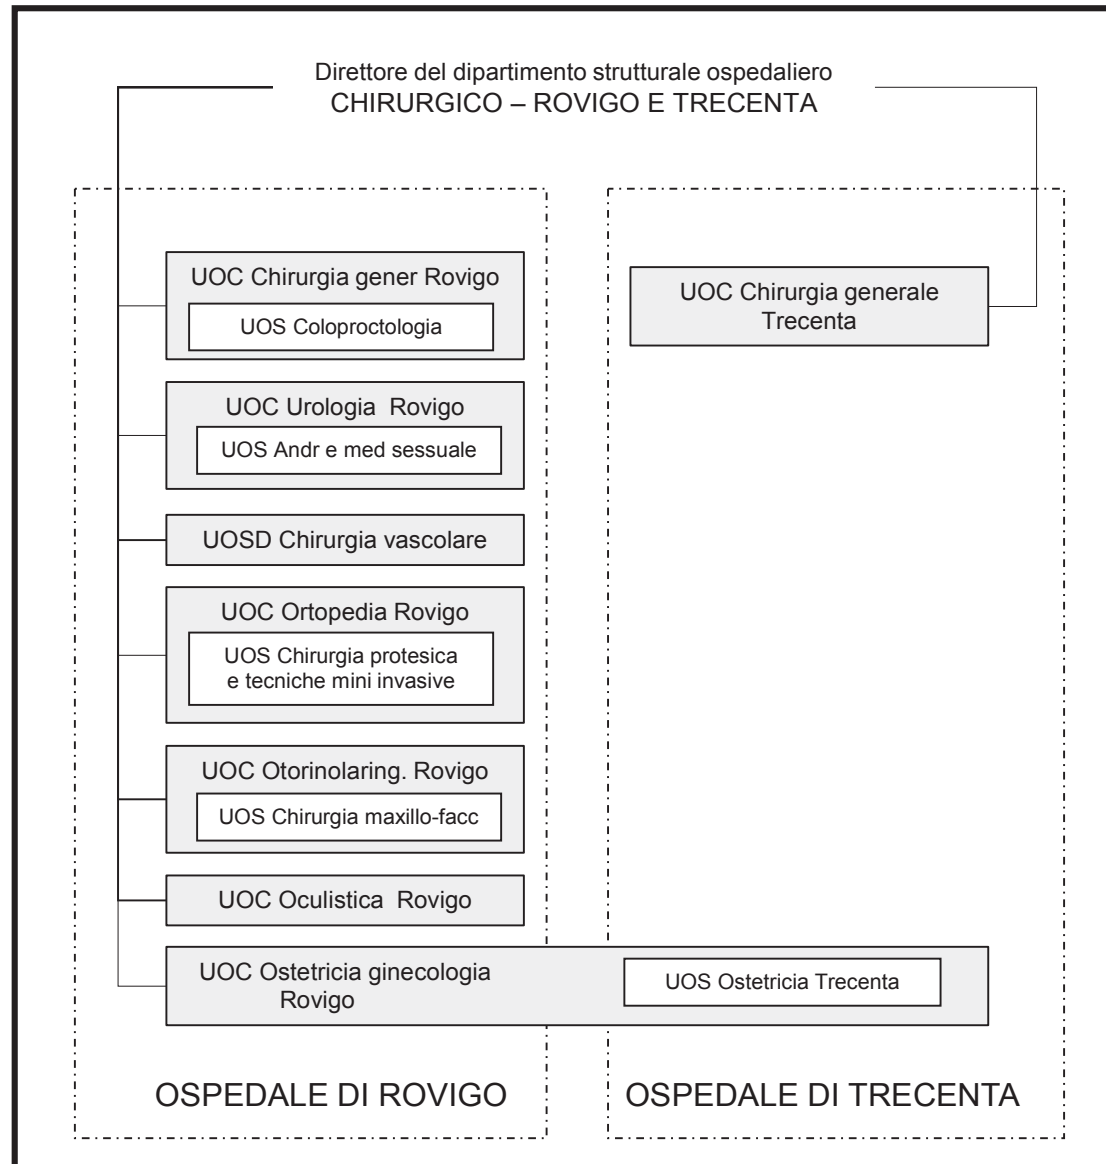 Direttore del dipartimento strutturale ospedaliero
CHIRURGICO – ROVIGO E TRECENTA
UOC Chirurgia gener Rovigo
UOS Coloproctologia
UOC Urologia Rovigo
UOS Andr e med sessuale
UOSD Chirurgia vascolare
UOC Ortopedia Rovigo
UOS Chirurgia protesica
e tecniche mini invasive
UOC Otorinolaring. Rovigo
UOS Chirurgia maxillo-facc
UOC Oculistica Rovigo
UOC Ostetricia ginecologia
Rovigo
UOS Ostetricia Trecenta
OSPEDALE DI ROVIGO
UOC Chirurgia generale
Trecenta
OSPEDALE DI TRECENTA